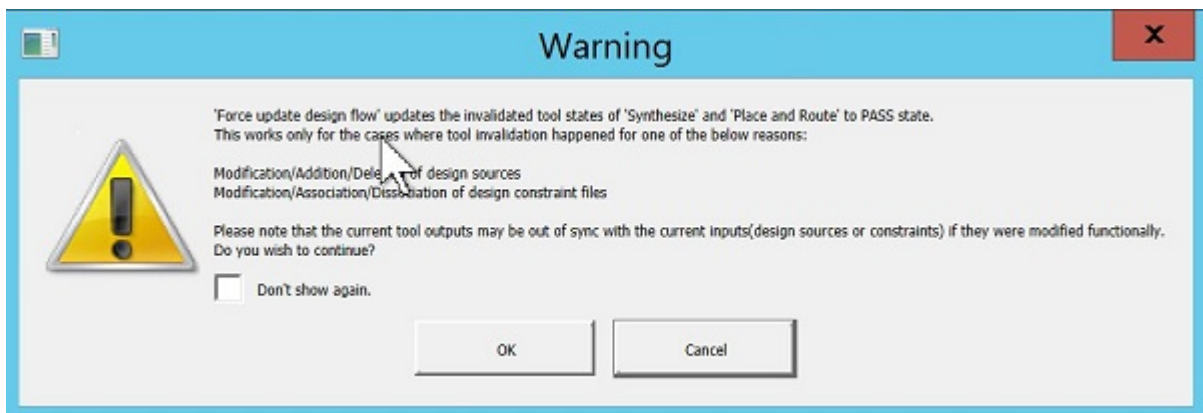 Warning
x
'Force update design flow' updates the invalidated tool states of 'Synthesize' and 'Place and Route' to PASS state.
This works only for the cases where tool invalidation happened for one of the below reasons:
Modification/Addition/Dele of design sources
Modification/Association/Dissociation of design constraint files
Please note that the current tool outputs may be out of sync with the current inputs(design sources or constraints) if they were modified functionally.
Do you wish to continue?
Don't show again.
OK
Cancel